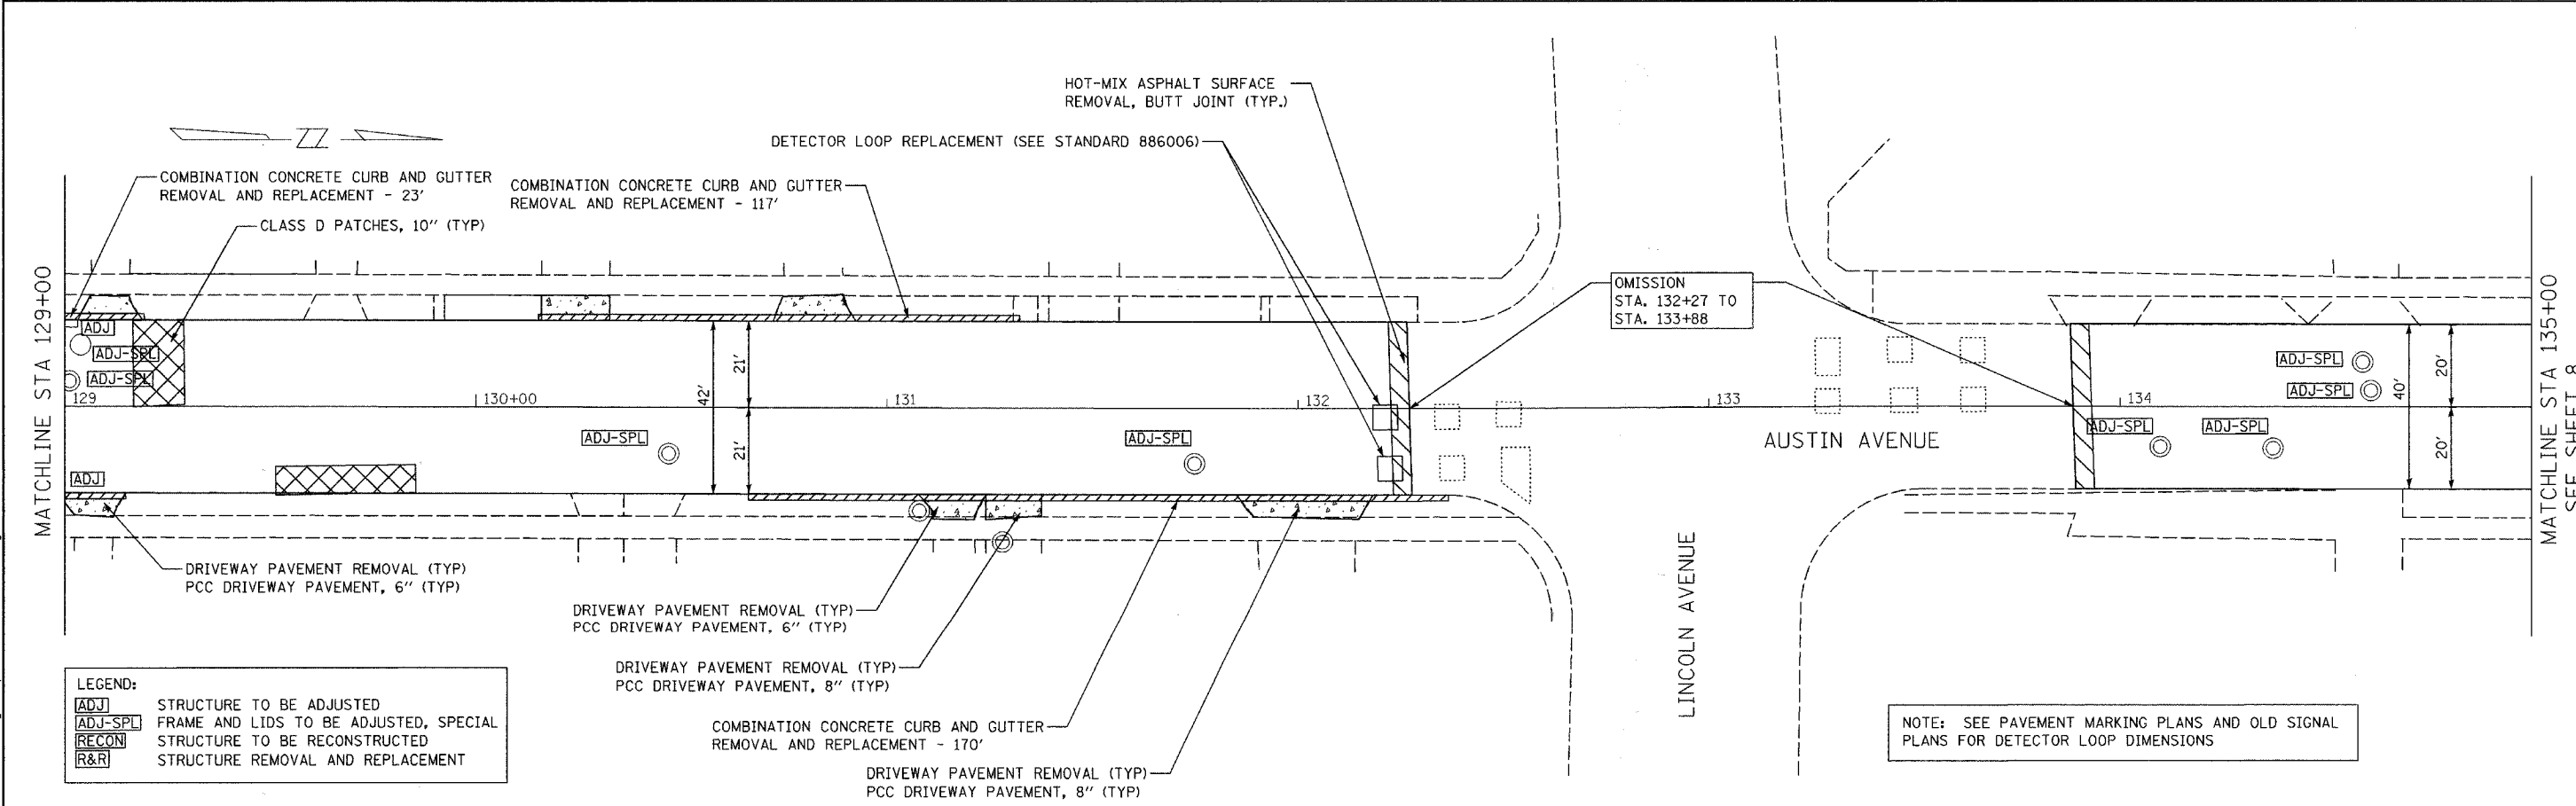 HOT-MIX ASPHALT SURFACE
REMOVAL, BUTT JOINT (TYP.)
DETECTOR LOOP REPLACEMENT (SEE STANDARD 886006)
COMBINATION CONCRETE CURB AND GUTTER
REMOVAL AND REPLACEMENT - 23'
COMBINATION CONCRETE CURB AND GUTTER
REMOVAL AND REPLACEMENT - 117'
CLASS D PATCHES, 10" (TYP)
MATCHLINE STA 129+00
OMISSION
STA. 132+27 TO
STA. 133+88
ADJ
ADJ-SPL
ADJ-SPL
129
130+00
131
132
133
134
42'
21'
21'
ADJ-SPL
ADJ-SPL
ADJ
ADJ-SPL
ADJ-SPL
ADJ-SPL
ADJ-SPL
40'
20'
20'
AUSTIN AVENUE
LINCOLN AVENUE
MATCHLINE STA 135+00
SEE SHEET 8
DRIVEWAY PAVEMENT REMOVAL (TYP)
PCC DRIVEWAY PAVEMENT, 6" (TYP)
DRIVEWAY PAVEMENT REMOVAL (TYP)
PCC DRIVEWAY PAVEMENT, 6" (TYP)
DRIVEWAY PAVEMENT REMOVAL (TYP)
PCC DRIVEWAY PAVEMENT, 8" (TYP)
COMBINATION CONCRETE CURB AND GUTTER
REMOVAL AND REPLACEMENT - 170'
DRIVEWAY PAVEMENT REMOVAL (TYP)
PCC DRIVEWAY PAVEMENT, 8" (TYP)
LEGEND:
ADJ STRUCTURE TO BE ADJUSTED
ADJ-SPL FRAME AND LIDS TO BE ADJUSTED, SPECIAL
RECON STRUCTURE TO BE RECONSTRUCTED
R&R STRUCTURE REMOVAL AND REPLACEMENT
NOTE: SEE PAVEMENT MARKING PLANS AND OLD SIGNAL
PLANS FOR DETECTOR LOOP DIMENSIONS